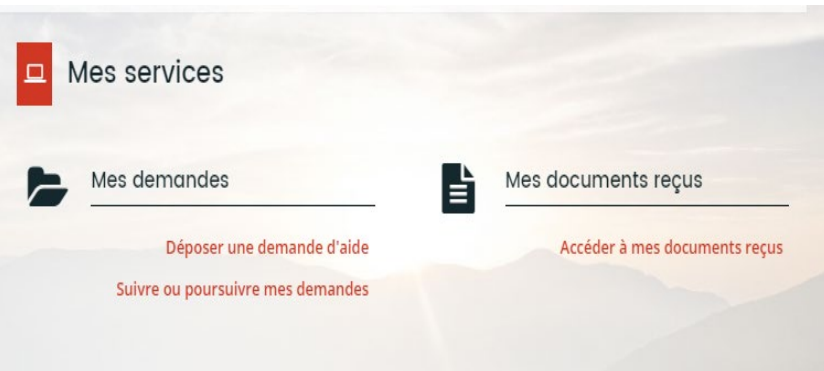 Mes services
Mes demandes
Déposer une demande d'aide
Suivre ou poursuivre mes demandes
Mes documents reçus
Accéder à mes documents reçus